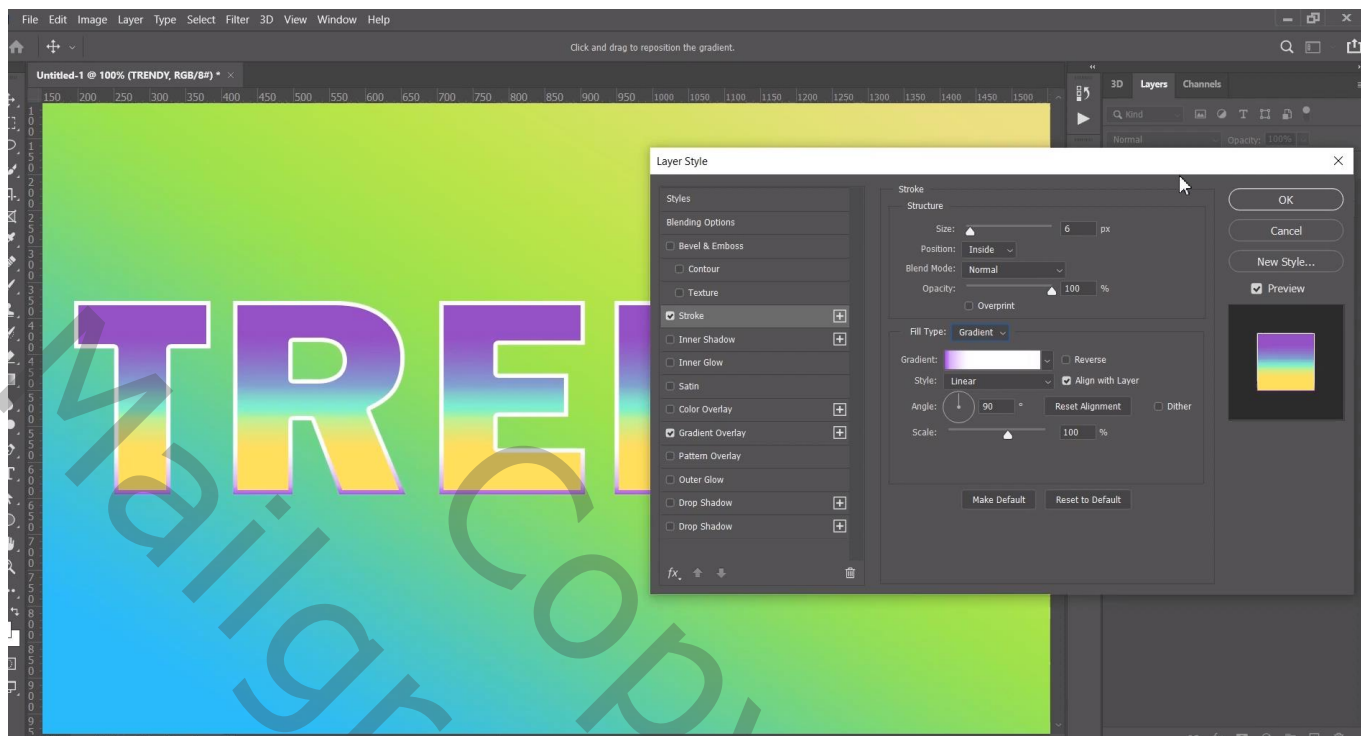 File Edit Image Layer Type Select Filter 3D View Window Help
Click and drag to reposition the gradient.
Untitled-1 @ 100% (TRENDY, RGB/8#) * ×
150 200 250 300 350 400 450 500 550 600 650 700 750 800 850 900 950 1000 1050 1100 1150 1200 1250 1300 1350 1400 1450 1500
3D Layers Channels
Kind
Normal Opacity: 100%
Layer Style
Styles
Blending Options
Bevel & Emboss
Contour
Texture
Stroke
Inner Shadow
Inner Glow
Satin
Color Overlay
Gradient Overlay
Pattern Overlay
Outer Glow
Drop Shadow
Drop Shadow
fx
Stroke
Structure
Size: 6 px
Position: Inside
Blend Mode: Normal
Opacity: 100 %
Overprint
Fill Type: Gradient
Gradient: Reverse
Style: Linear Align with Layer
Angle: 90 ° Reset Alignment Dither
Scale: 100 %
Make Default Reset to Default
OK
Cancel
New Style...
Preview
TRE